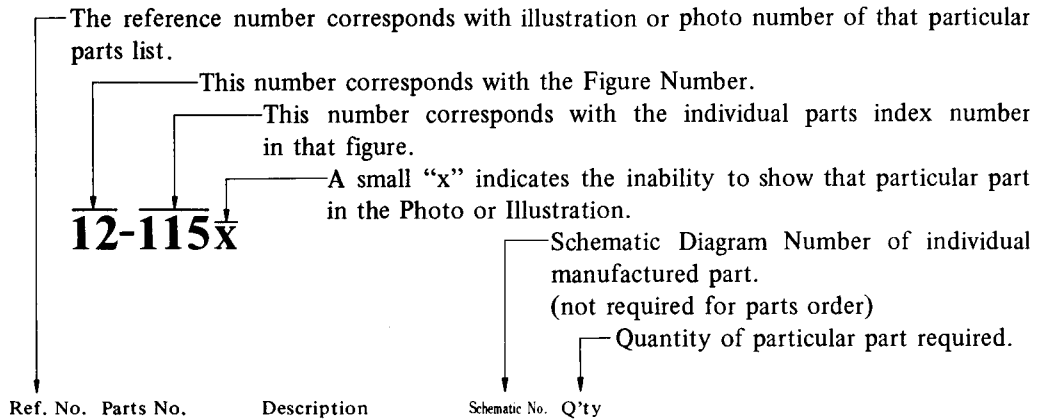 The reference number corresponds with illustration or photo number of that particular
parts list.
This number corresponds with the Figure Number.
This number corresponds with the individual parts index number
in that figure.
A small “x” indicates the inability to show that particular part
in the Photo or Illustration.
12-115x
Schematic Diagram Number of individual
manufactured part.
(not required for parts order)
Quantity of particular part required.
Ref. No. Parts No. Description Schematic No. Q'ty